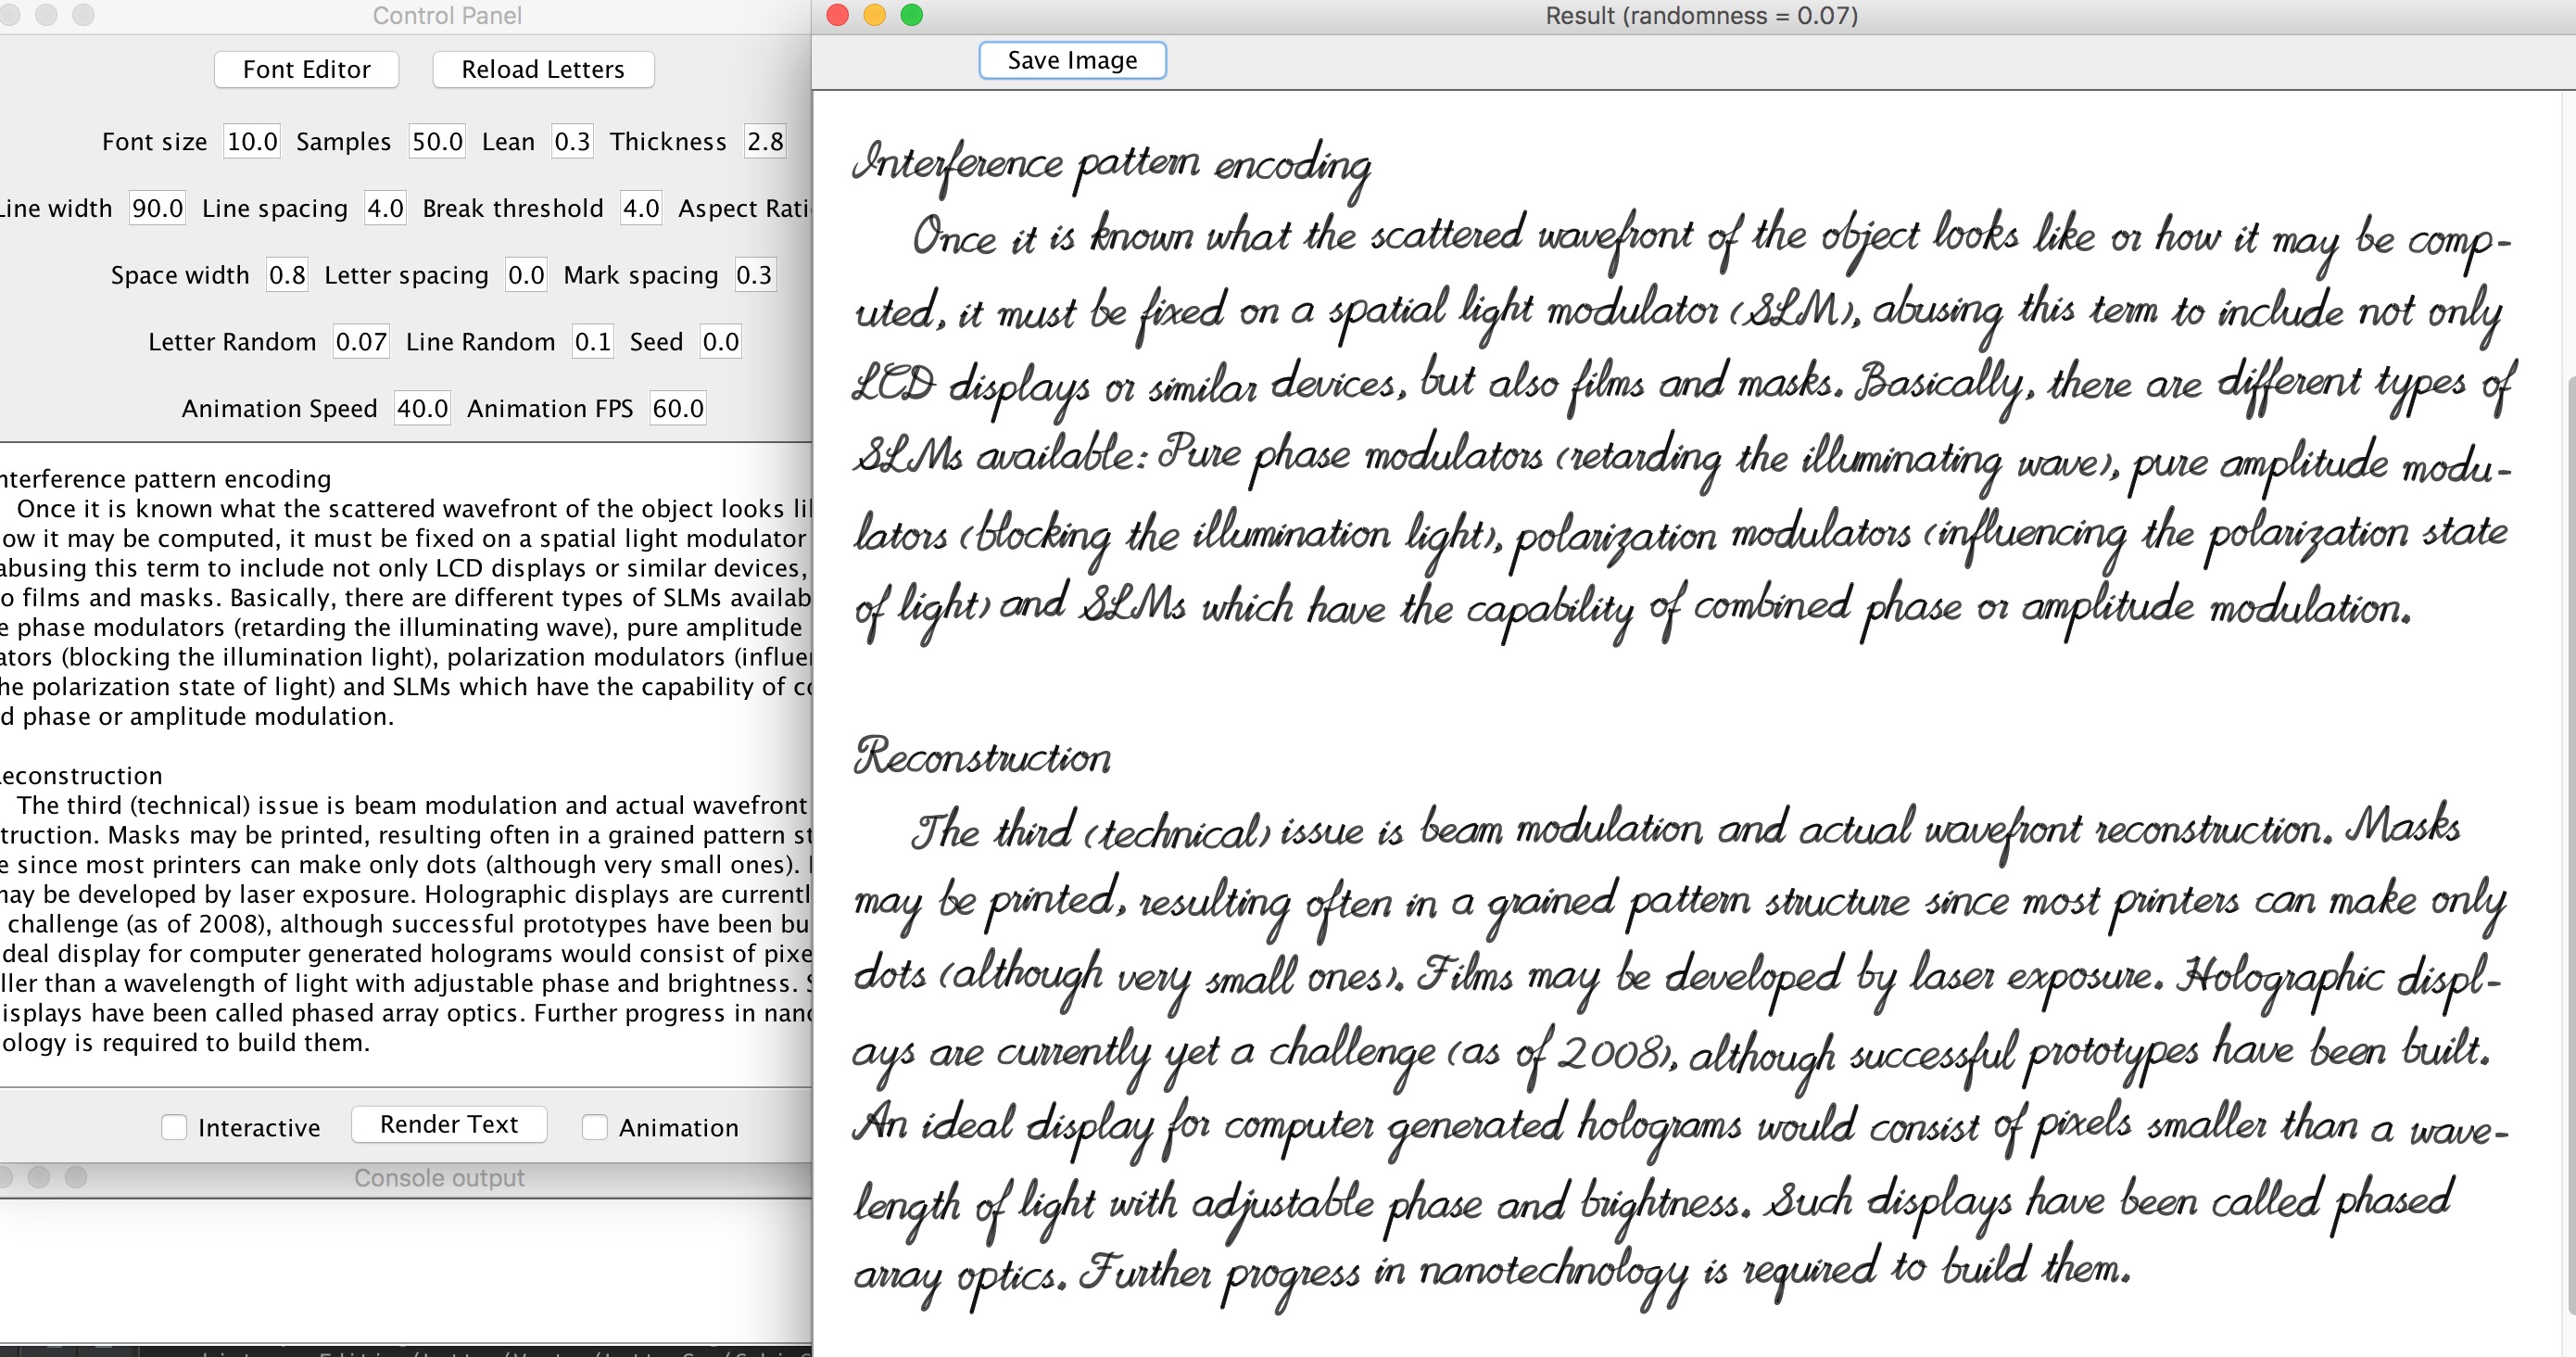 Control Panel
Font Editor
Reload Letters
Font size 10.0 Samples 50.0 Lean 0.3 Thickness 2.8
Line width 90.0 Line spacing 4.0 Break threshold 4.0 Aspect Rati
Space width 0.8 Letter spacing 0.0 Mark spacing 0.3
Letter Random 0.07 Line Random 0.1 Seed 0.0
Animation Speed 40.0 Animation FPS 60.0
nterference pattern encoding
Once it is known what the scattered wavefront of the object looks li
ow it may be computed, it must be fixed on a spatial light modulator
abusing this term to include not only LCD displays or similar devices,
o films and masks. Basically, there are different types of SLMs availab
e phase modulators (retarding the illuminating wave), pure amplitude
ators (blocking the illumination light), polarization modulators (influe
he polarization state of light) and SLMs which have the capability of c
d phase or amplitude modulation.
econstruction
The third (technical) issue is beam modulation and actual wavefront
truction. Masks may be printed, resulting often in a grained pattern st
e since most printers can make only dots (although very small ones).
may be developed by laser exposure. Holographic displays are currentl
challenge (as of 2008), although successful prototypes have been bu
deal display for computer generated holograms would consist of pixe
ller than a wavelength of light with adjustable phase and brightness. S
isplays have been called phased array optics. Further progress in nano
ology is required to build them.
Interactive
Render Text
Animation
Console output
Result (randomness = 0.07)
Save Image
Interference pattern encoding
Once it is known what the scattered wavefront of the object looks like or how it may be comp-
uted, it must be fixed on a spatial light modulator (SLM), abusing this term to include not only
LCD displays or similar devices, but also films and masks. Basically, there are different types of
SLMs available: Pure phase modulators (retarding the illuminating wave), pure amplitude modu-
lators (blocking the illumination light), polarization modulators (influencing the polarization state
of light) and SLMs which have the capability of combined phase or amplitude modulation.
Reconstruction
The third (technical) issue is beam modulation and actual wavefront reconstruction. Masks
may be printed, resulting often in a grained pattern structure since most printers can make only
dots (although very small ones). Films may be developed by laser exposure. Holographic displ-
ays are currently yet a challenge (as of 2008), although successful prototypes have been built.
An ideal display for computer generated holograms would consist of pixels smaller than a wave-
length of light with adjustable phase and brightness. Such displays have been called phased
array optics. Further progress in nanotechnology is required to build them.